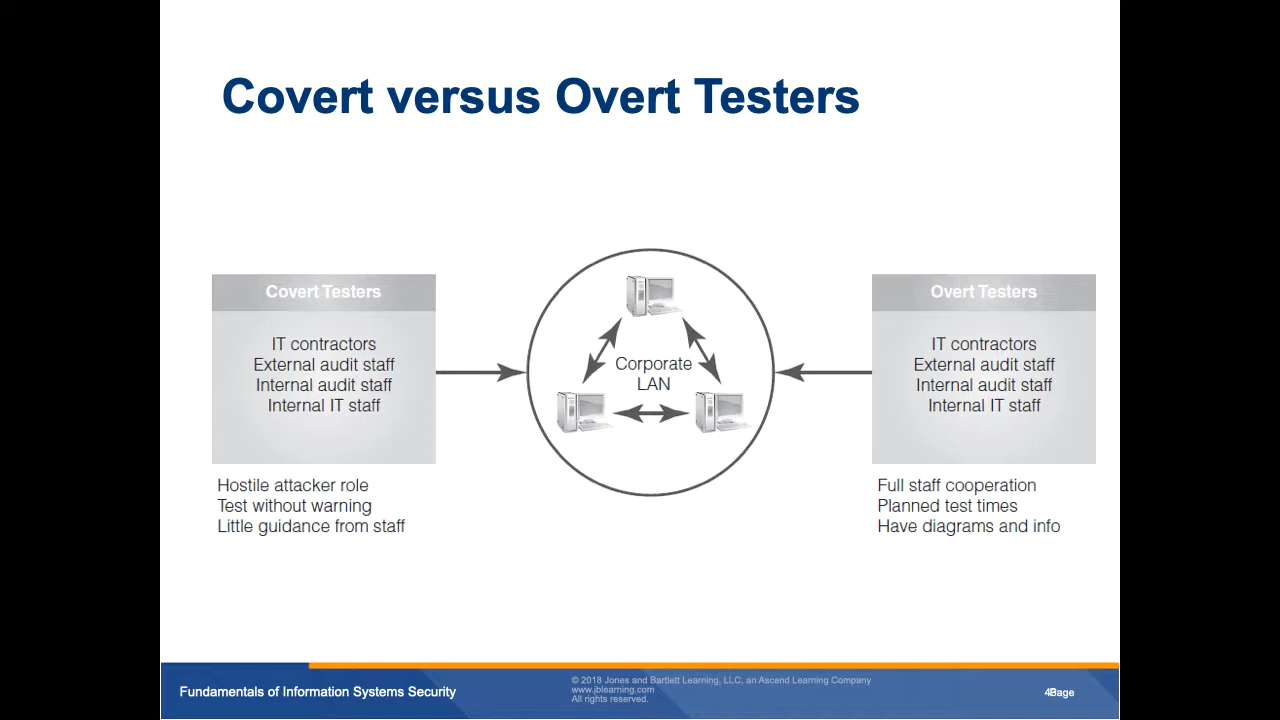 Covert versus Overt Testers
Covert Testers
IT contractors
External audit staff
Internal audit staff
Internal IT staff
Hostile attacker role
Test without warning
Little guidance from staff
Corporate
LAN
Overt Testers
IT contractors
External audit staff
Internal audit staff
Internal IT staff
Full staff cooperation
Planned test times
Have diagrams and info
Fundamentals of Information Systems Security
© 2018 Jones and Bartlett Learning, LLC, an Ascend Learning Company
www.jblearning.com
All rights reserved.